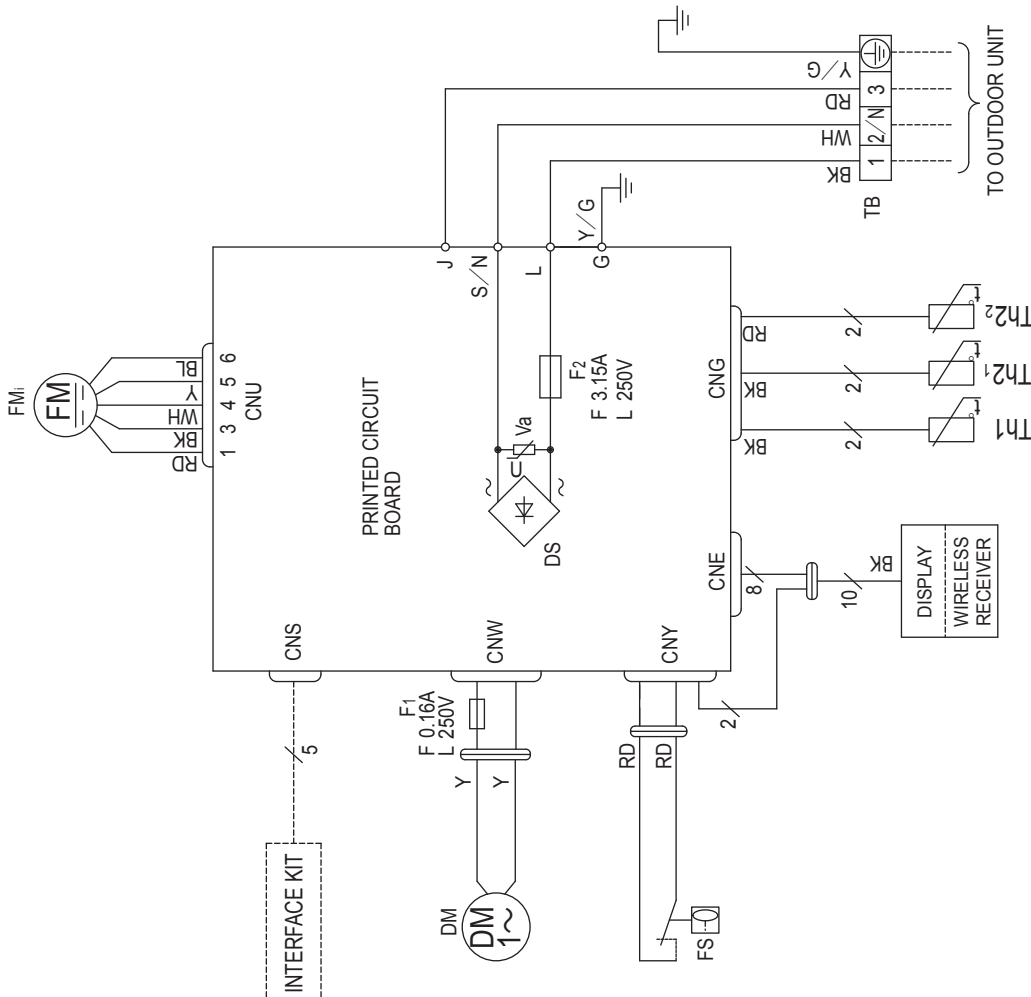 FMi
FM
RD
BK
WH
Y
BL
1 3 4 5 6
CNU
PRINTED CIRCUIT
BOARD
J
S/N
L
G
Y/G
F2
F 3.15A
L 250V
Va
U
~
~
DS
CNS
5
INTERFACE KIT
CNW
F1
F 0.16A
L 250V
Y
Y
DM
DM
1~
CNY
RD
RD
FS
2
CNE
8
10
BK
DISPLAY
WIRELESS
RECEIVER
CNG
BK
BK
RD
2
2
2
t°
t°
t°
Th1
Th21
Th22
BK
WH
RD
Y/G
1
2/N
3
TB
TO OUTDOOR UNIT